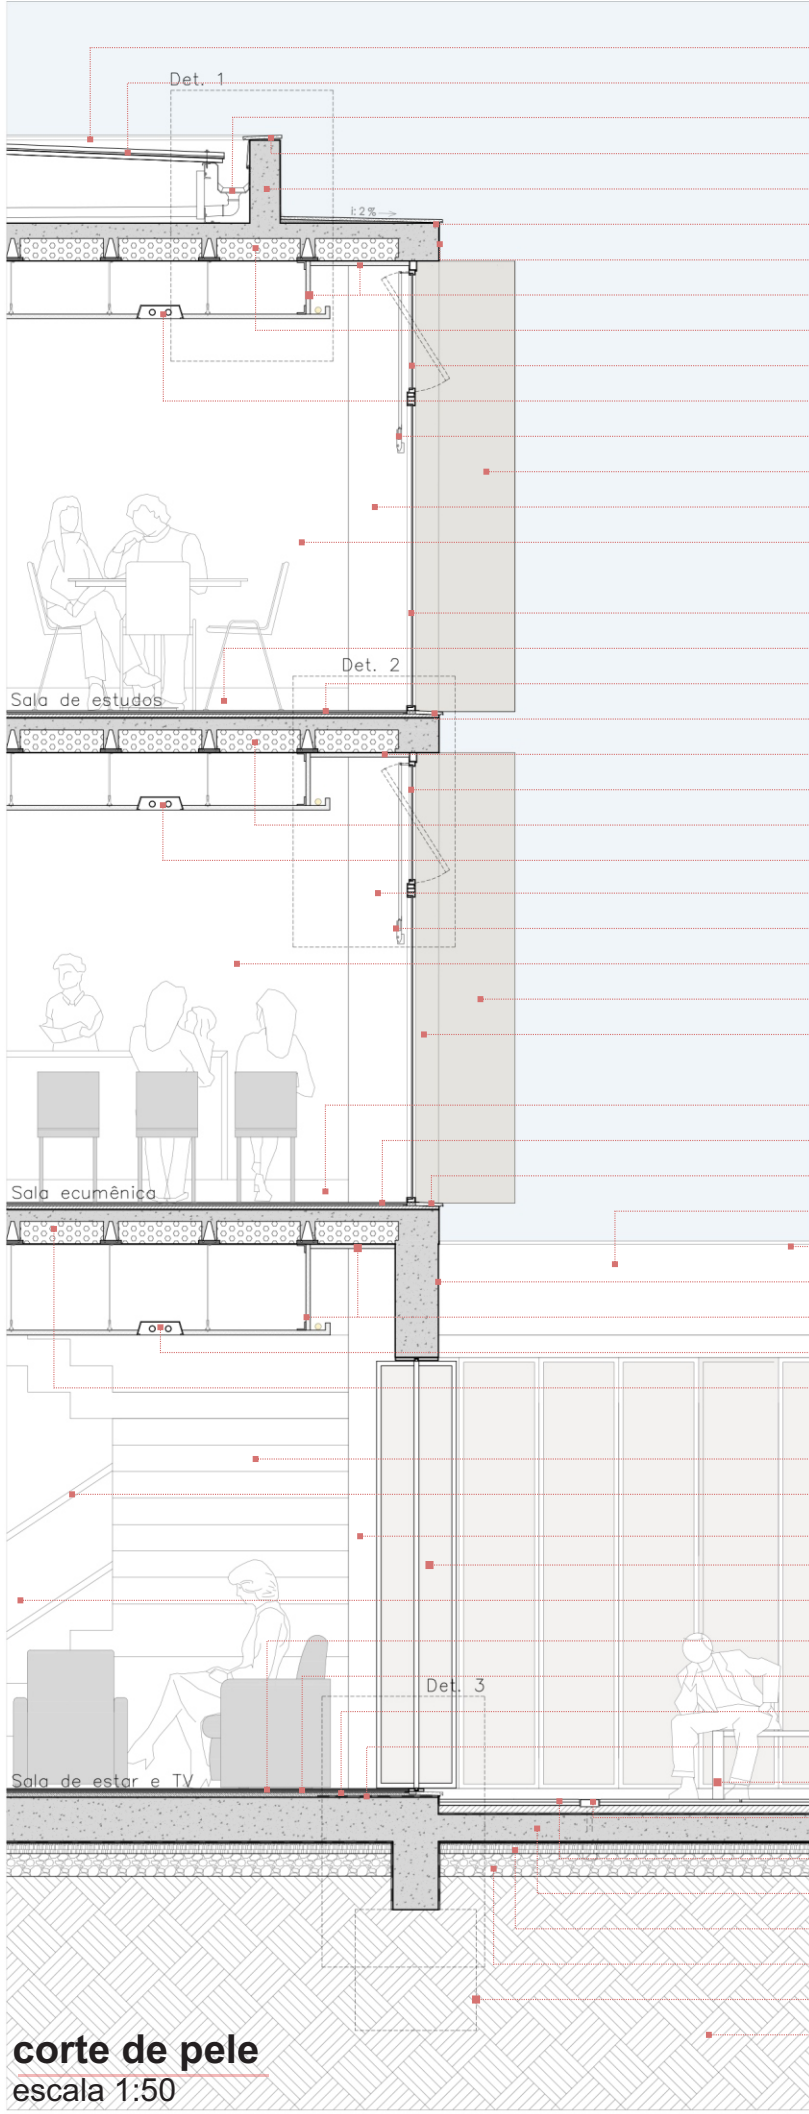 Det. 1
i:2%
Det. 2
Sala de estudos
Sala ecumênica
Det. 3
Sala de estar e TV
corte de pele
escala 1:50